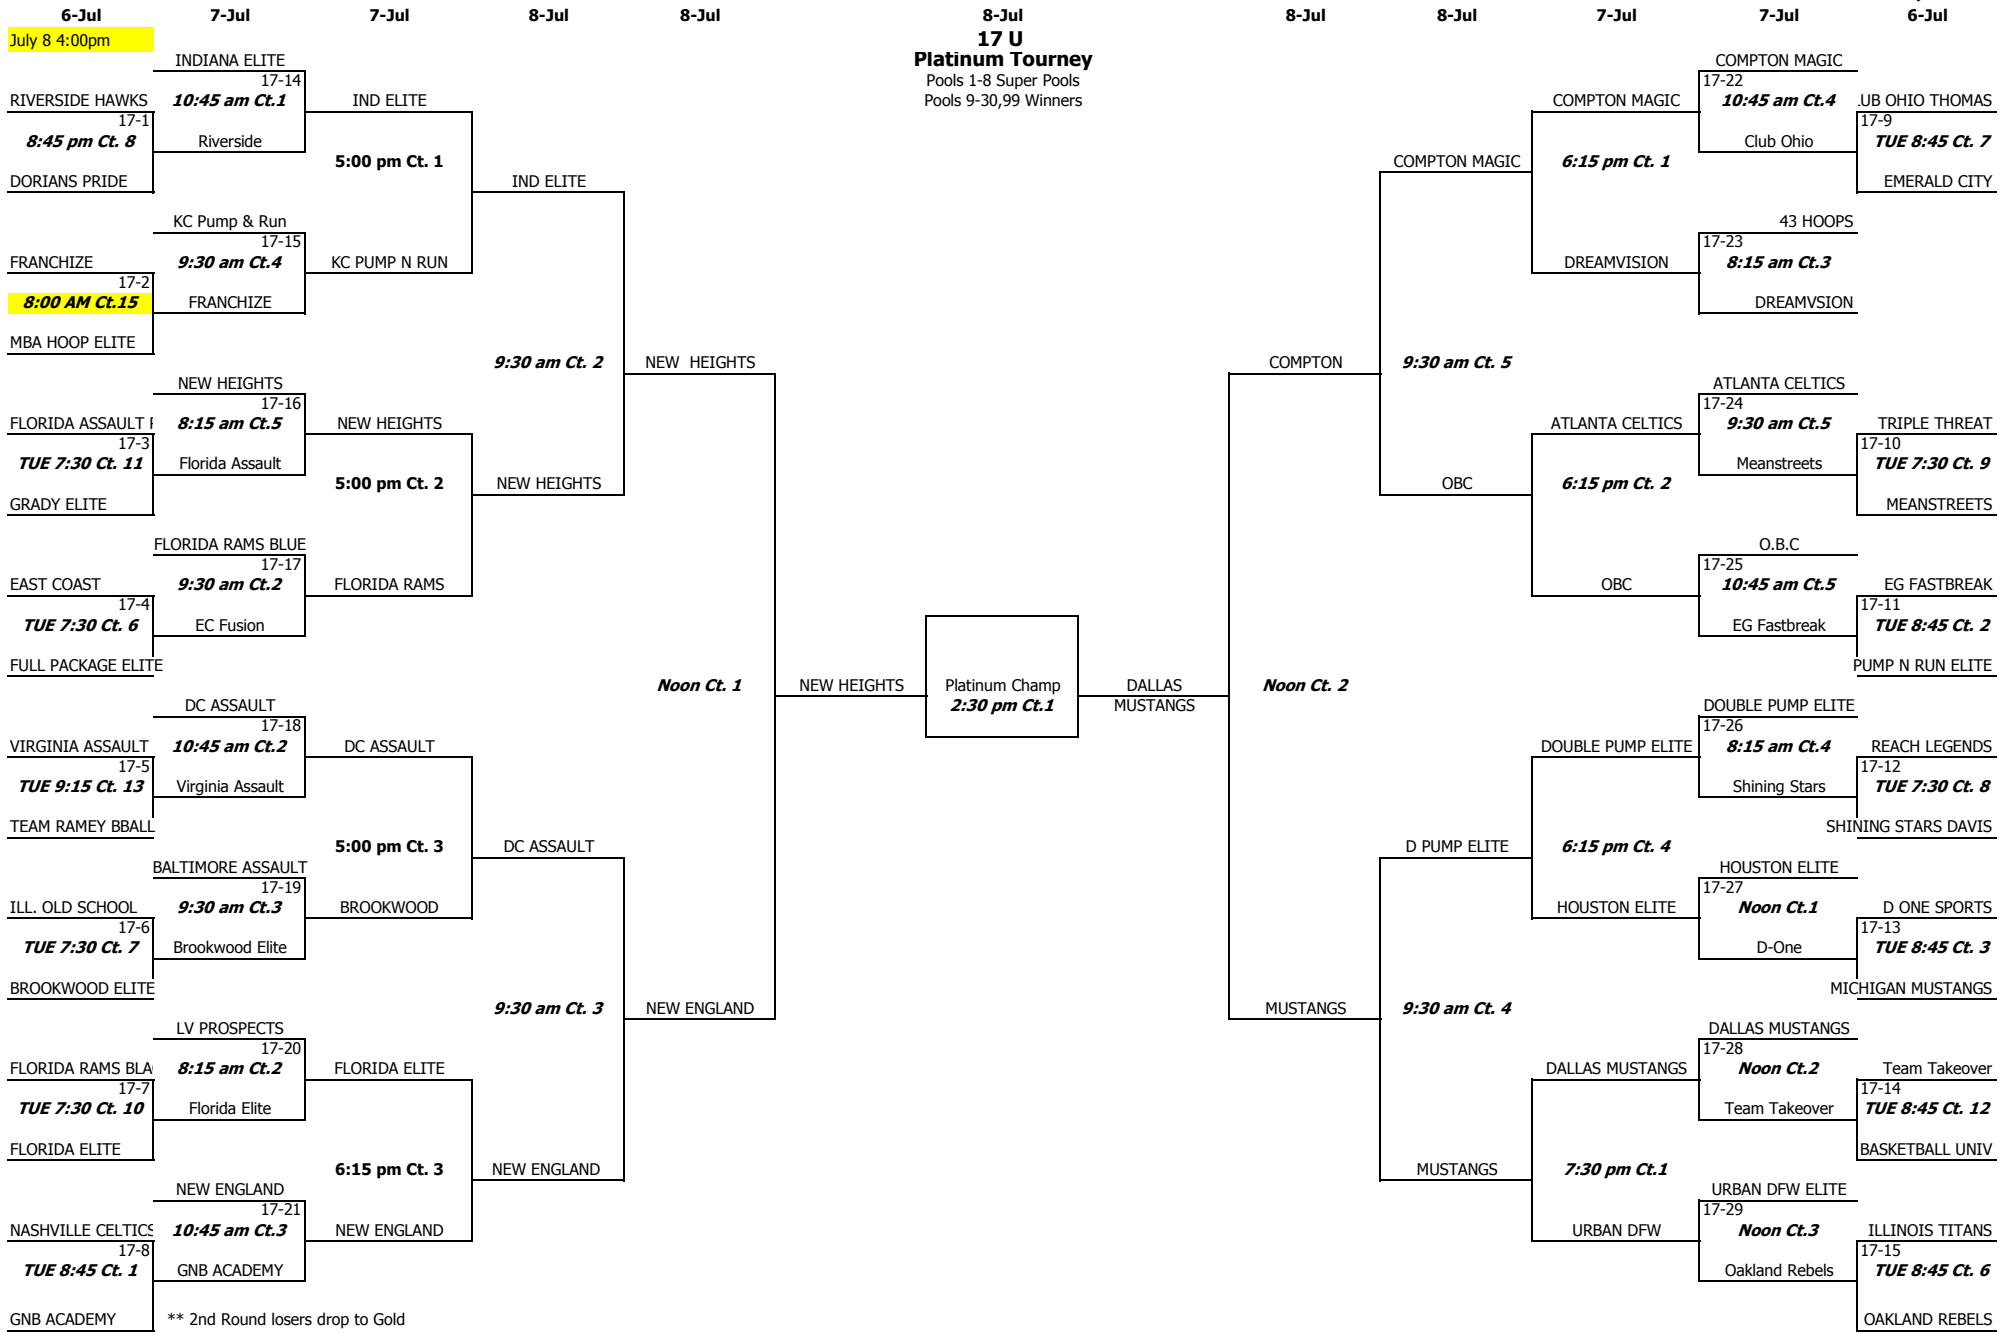 6-Jul 7-Jul 7-Jul 8-Jul 8-Jul 8-Jul 8-Jul 8-Jul 7-Jul 7-Jul 6-Jul
July 8 4:00pm
17 U
Platinum Tourney
Pools 1-8 Super Pools
Pools 9-30,99 Winners
INDIANA ELITE
17-14
RIVERSIDE HAWKS
10:45 am Ct.1
IND ELITE
17-1
8:45 pm Ct. 8
Riverside
5:00 pm Ct. 1
DORIANS PRIDE
IND ELITE
KC Pump & Run
17-15
FRANCHIZE
9:30 am Ct.4
KC PUMP N RUN
17-2
8:00 AM Ct.15
FRANCHIZE
MBA HOOP ELITE
9:30 am Ct. 2
NEW HEIGHTS
NEW HEIGHTS
17-16
FLORIDA ASSAULT
8:15 am Ct.5
NEW HEIGHTS
17-3
TUE 7:30 Ct. 11
Florida Assault
5:00 pm Ct. 2
NEW HEIGHTS
GRADY ELITE
FLORIDA RAMS BLUE
17-17
EAST COAST
9:30 am Ct.2
FLORIDA RAMS
17-4
TUE 7:30 Ct. 6
EC Fusion
FULL PACKAGE ELITE
Noon Ct. 1
NEW HEIGHTS
DC ASSAULT
17-18
VIRGINIA ASSAULT
10:45 am Ct.2
DC ASSAULT
17-5
TUE 9:15 Ct. 13
Virginia Assault
TEAM RAMEY BBALL
5:00 pm Ct. 3
DC ASSAULT
BALTIMORE ASSAULT
17-19
ILL. OLD SCHOOL
9:30 am Ct.3
BROOKWOOD
17-6
TUE 7:30 Ct. 7
Brookwood Elite
BROOKWOOD ELITE
9:30 am Ct. 3
NEW ENGLAND
LV PROSPECTS
17-20
FLORIDA RAMS BLA
8:15 am Ct.2
FLORIDA ELITE
17-7
TUE 7:30 Ct. 10
Florida Elite
FLORIDA ELITE
6:15 pm Ct. 3
NEW ENGLAND
NEW ENGLAND
17-21
NASHVILLE CELTICS
10:45 am Ct.3
NEW ENGLAND
17-8
TUE 8:45 Ct. 1
GNB ACADEMY
GNB ACADEMY
** 2nd Round losers drop to Gold
Platinum Champ
2:30 pm Ct.1
DALLAS
MUSTANGS
Noon Ct. 2
COMPTON MAGIC
17-22
COMPTON MAGIC
10:45 am Ct.4
UB OHIO THOMAS
17-9
Club Ohio
TUE 8:45 Ct. 7
COMPTON MAGIC
6:15 pm Ct. 1
EMERALD CITY
43 HOOPS
17-23
DREAMVISION
8:15 am Ct.3
DREAMVSION
COMPTON
9:30 am Ct. 5
ATLANTA CELTICS
17-24
ATLANTA CELTICS
9:30 am Ct.5
TRIPLE THREAT
17-10
Meanstreets
TUE 7:30 Ct. 9
OBC
6:15 pm Ct. 2
MEANSTREETS
O.B.C
17-25
OBC
10:45 am Ct.5
EG FASTBREAK
17-11
EG Fastbreak
TUE 8:45 Ct. 2
PUMP N RUN ELITE
DOUBLE PUMP ELITE
17-26
DOUBLE PUMP ELITE
8:15 am Ct.4
REACH LEGENDS
17-12
Shining Stars
TUE 7:30 Ct. 8
SHINING STARS DAVIS
D PUMP ELITE
6:15 pm Ct. 4
HOUSTON ELITE
17-27
HOUSTON ELITE
Noon Ct.1
D ONE SPORTS
17-13
D-One
TUE 8:45 Ct. 3
MICHIGAN MUSTANGS
MUSTANGS
9:30 am Ct. 4
DALLAS MUSTANGS
17-28
DALLAS MUSTANGS
Noon Ct.2
Team Takeover
17-14
Team Takeover
TUE 8:45 Ct. 12
BASKETBALL UNIV
MUSTANGS
7:30 pm Ct.1
URBAN DFW ELITE
17-29
URBAN DFW
Noon Ct.3
ILLINOIS TITANS
17-15
Oakland Rebels
TUE 8:45 Ct. 6
OAKLAND REBELS